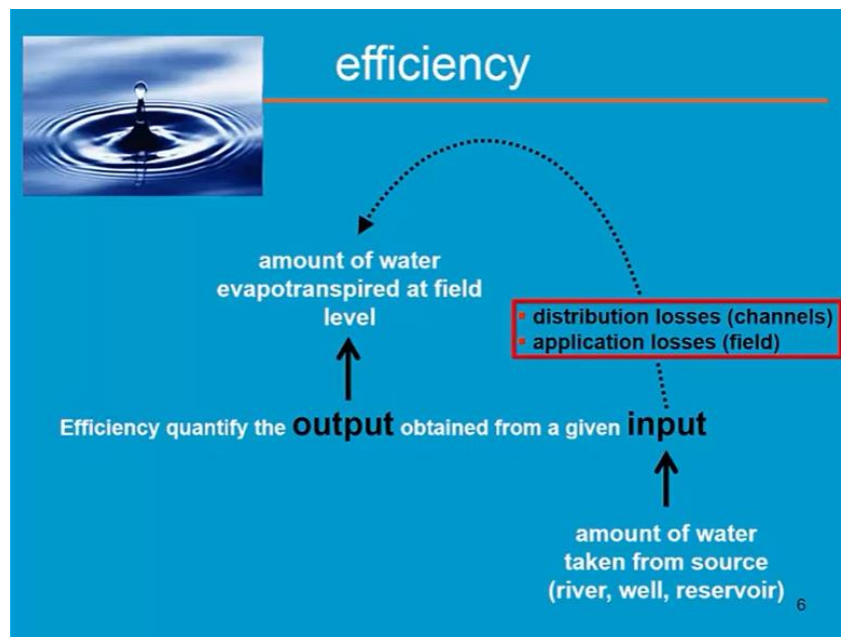 efficiency
amount of water
evapotranspired at field
level
▪ distribution losses (channels)
▪ application losses (field)
Efficiency quantify the output obtained from a given input
amount of water
taken from source
(river, well, reservoir)
6